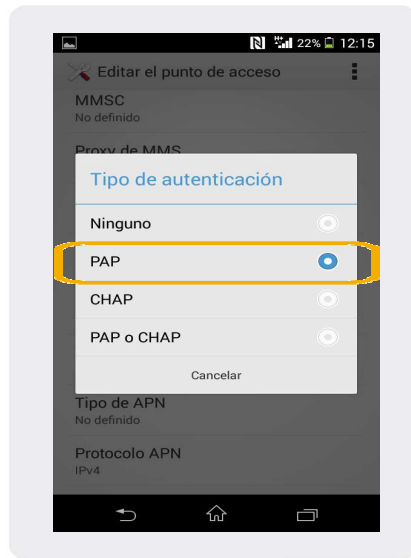 22% 12:15
Editar el punto de acceso
MMSC
No definido
Proxy de MMS
Tipo de autenticación
Ninguno
PAP
CHAP
PAP o CHAP
Cancelar
Tipo de APN
No definido
Protocolo APN
IPv4